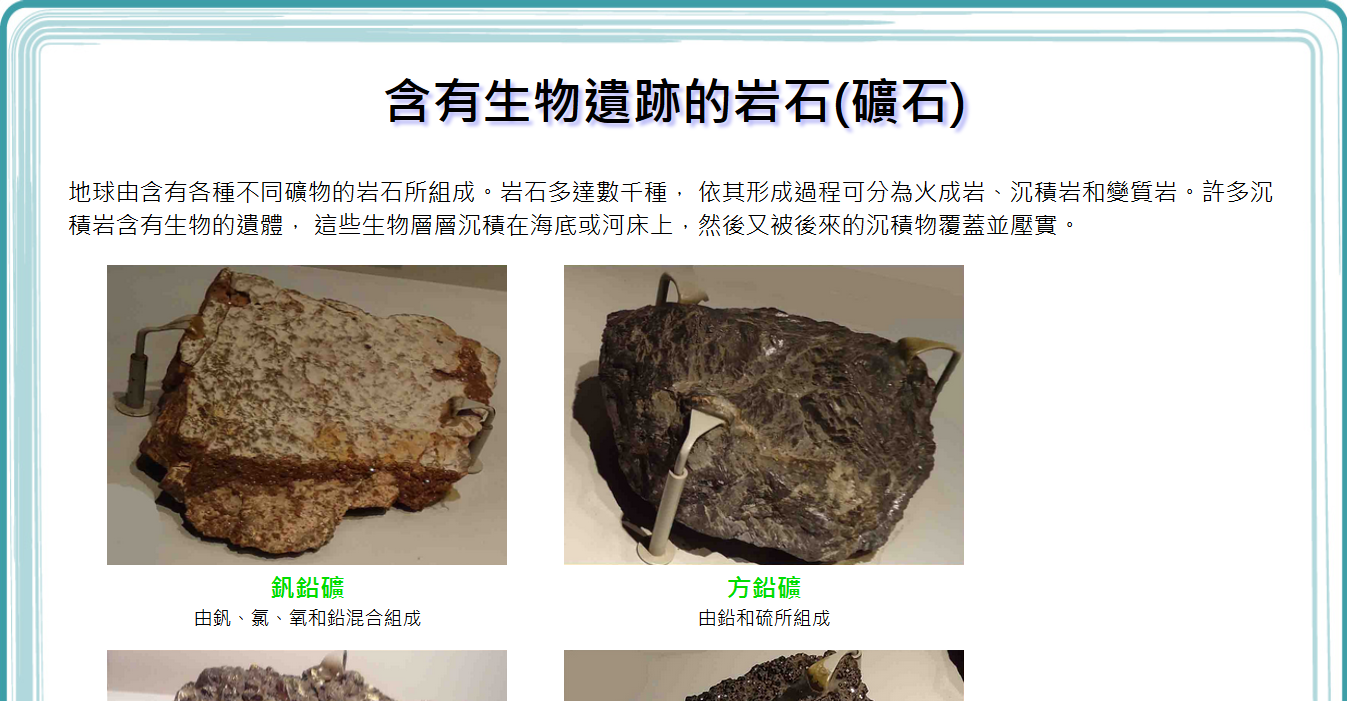 含有生物遺跡的岩石(礦石)
地球由含有各種不同礦物的岩石所組成。岩石多達數千種， 依其形成過程可分為火成岩、沉積岩和變質岩。許多沉
積岩含有生物的遺體， 這些生物層層沉積在海底或河床上，然後又被後來的沉積物覆蓋並壓實。
釩鉛礦
方鉛礦
由釩、氯、氧和鉛混合組成
由鉛和硫所組成